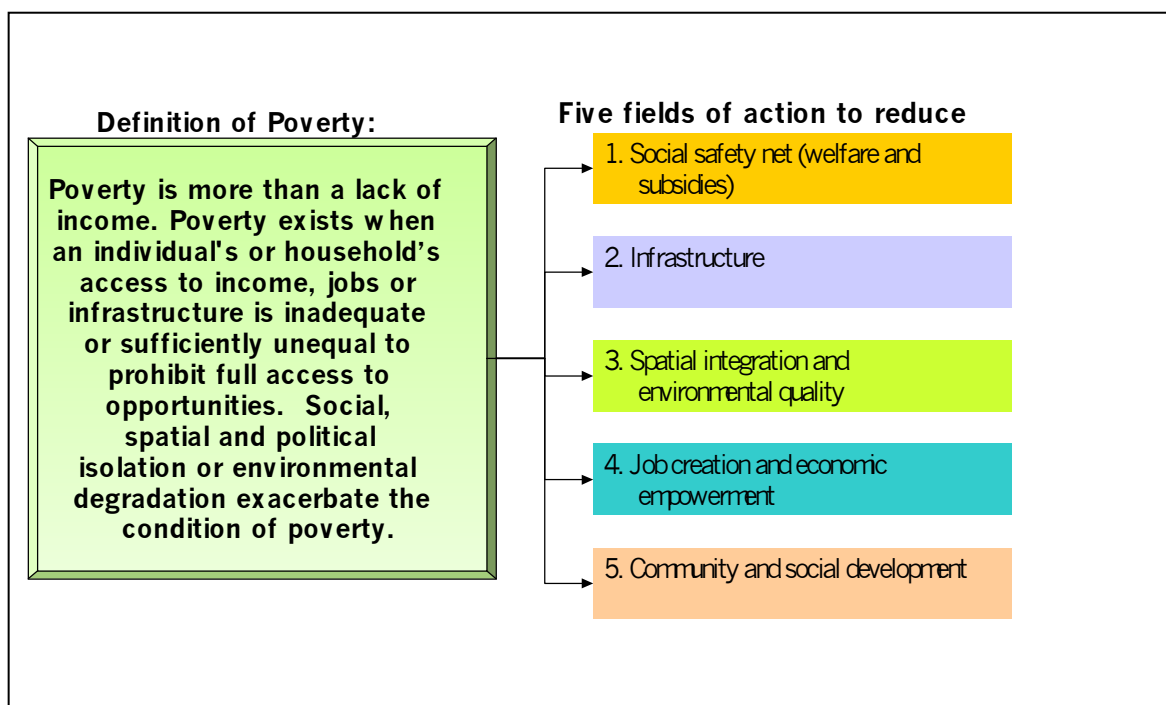 Definition of Poverty:
Poverty is more than a lack of
income. Poverty exists when
an individual's or household’s
access to income, jobs or
infrastructure is inadequate
or sufficiently unequal to
prohibit full access to
opportunities. Social,
spatial and political
isolation or environmental
degradation exacerbate the
condition of poverty.
Five fields of action to reduce
1. Social safety net (welfare and
subsidies)
2. Infrastructure
3. Spatial integration and
environmental quality
4. Job creation and economic
empowerment
5. Community and social development